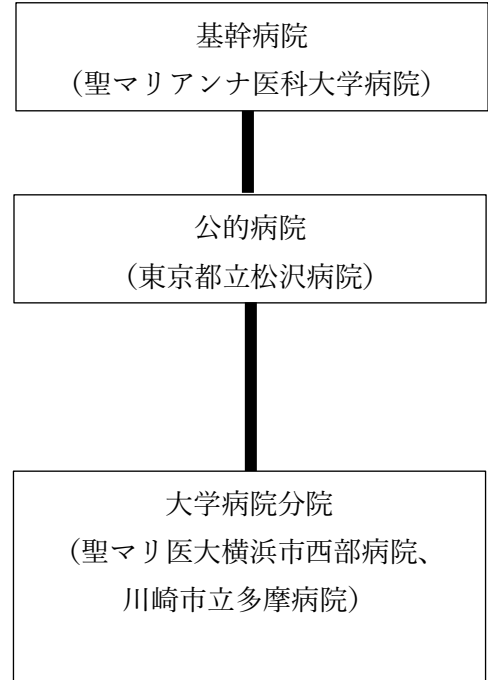 基幹病院
（聖マリアンナ医科大学病院）
公的病院
（東京都立松沢病院）
大学病院分院
（聖マリ医大横浜市西部病院、
川崎市立多摩病院）